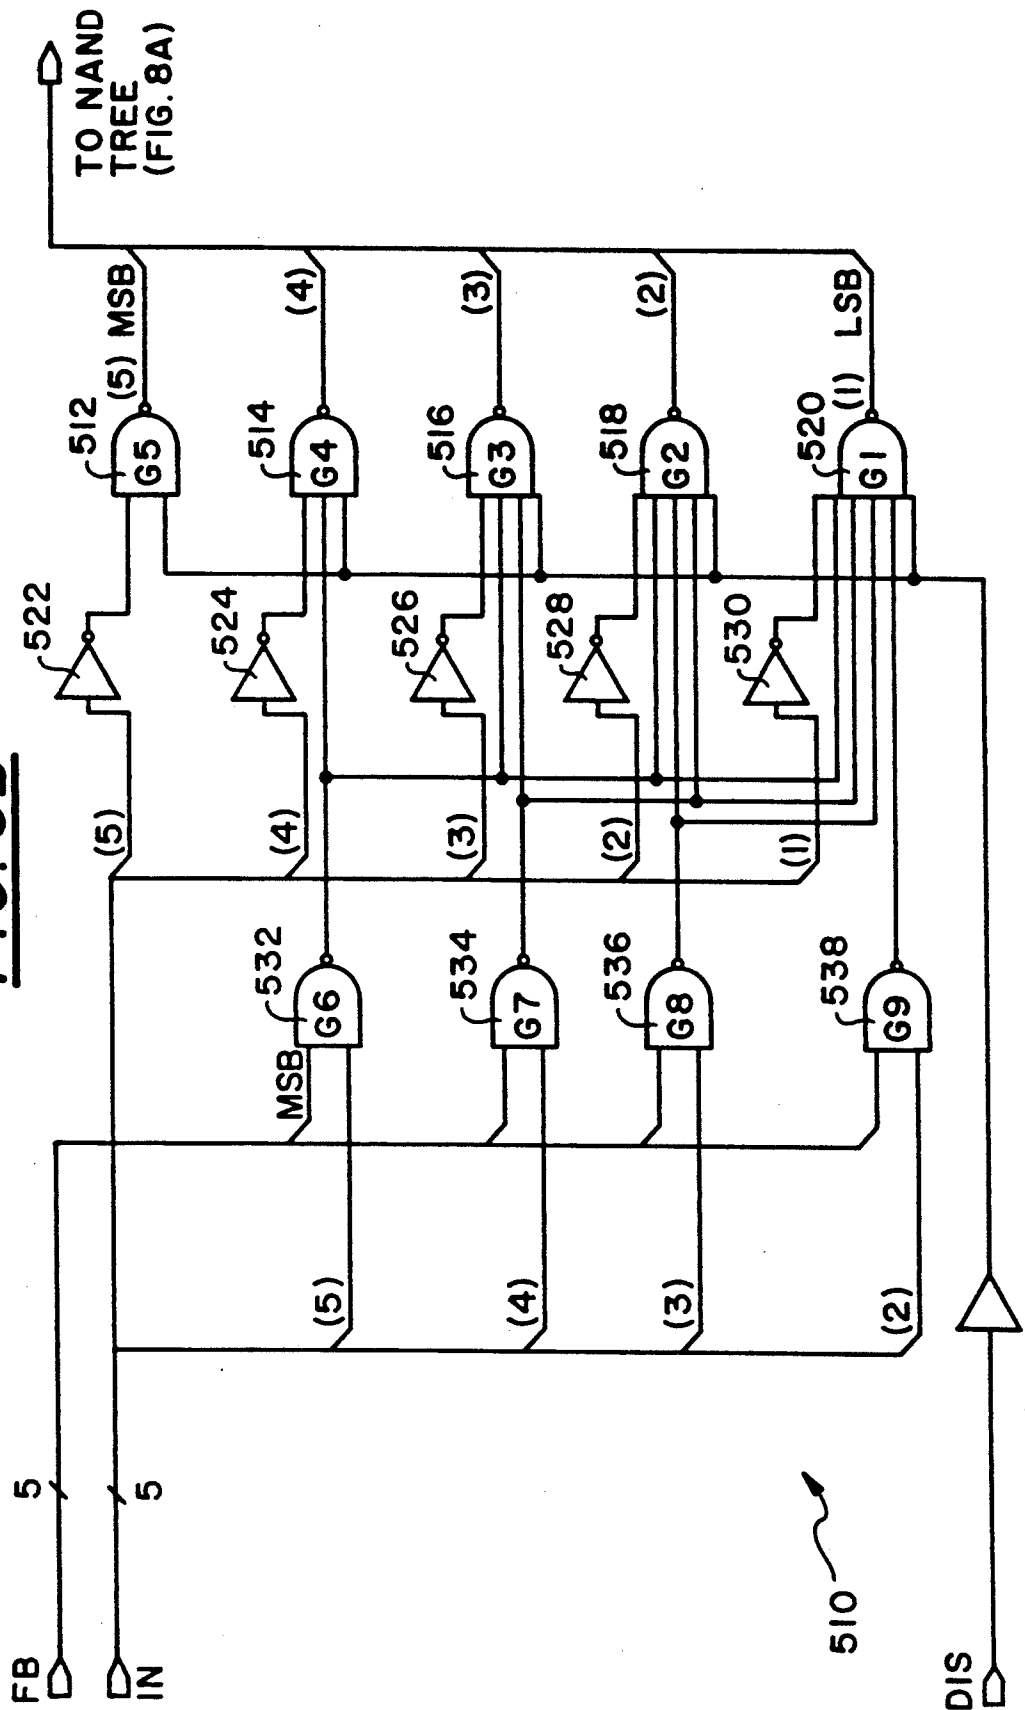 FB
5
IN
5
DIS
510
(5)
(4)
(3)
(2)
MSB
G6
532
G7
534
G8
536
G9
538
(5)
(4)
(3)
(2)
(1)
522
524
526
528
530
G5
512
G4
514
G3
516
G2
518
G1
520
(5) MSB
(4)
(3)
(2)
(1) LSB
TO NAND
TREE
(FIG. 8A)